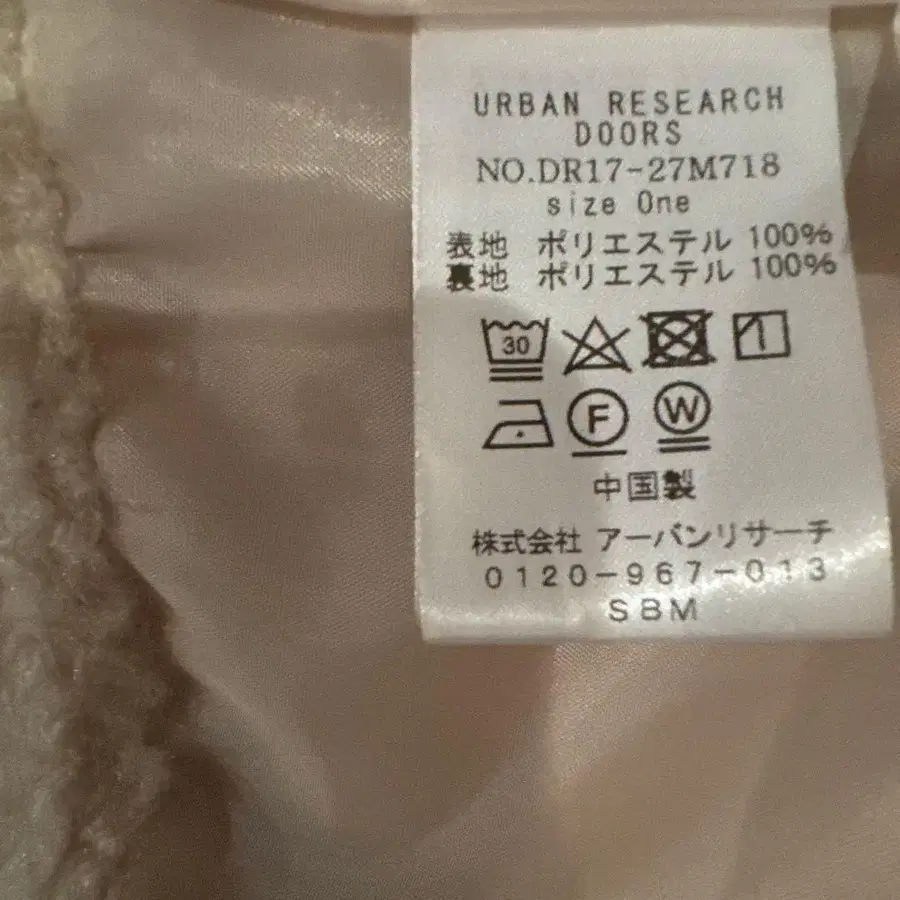 URBAN RESEARCH
DOORS
NO.DR17-27M718
size One
表地 ポリエステル 100%
裏地 ポリエステル 100%
30
F W
中国製
株式会社 アーバンリサーチ
0120-967-013
SBM